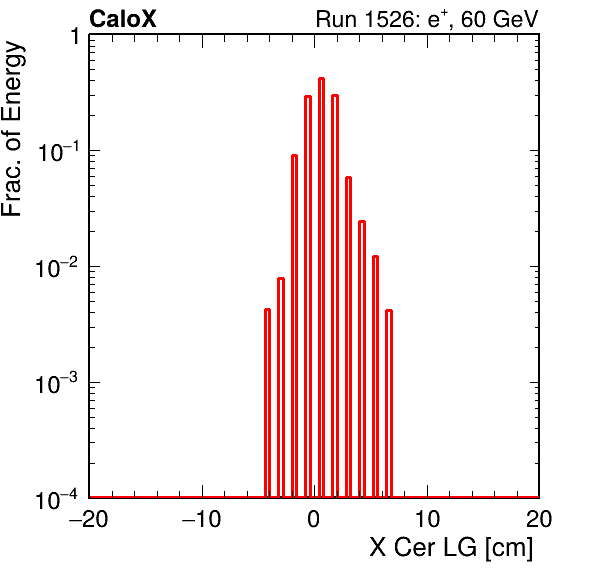 CaloX Run 1526: e⁺, 60 GeV
Frac. of Energy
1
10⁻¹
10⁻²
10⁻³
10⁻⁴
−20 −10 0 10 20
X Cer LG [cm]